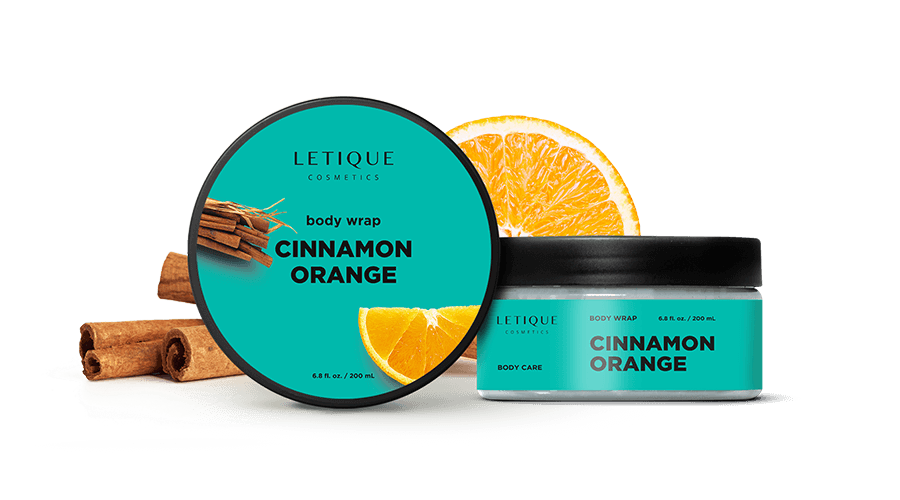 LETIQUE
COSMETICS
body wrap
CINNAMON
ORANGE
6.8 fl. oz. / 200 mL
LETIQUE
COSMETICS
BODY CARE
BODY WRAP
6.8 fl. oz. / 200 mL
CINNAMON
ORANGE